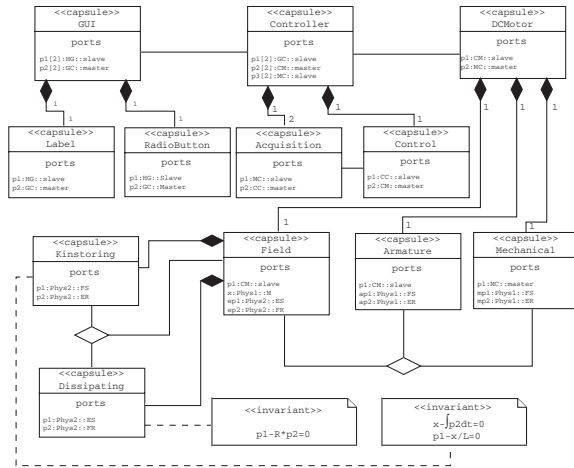 <<capsule>>
GUI
ports
p1[2]:HG::slave
p2[2]:GC::master
<<capsule>>
Controller
ports
p1[2]:GC::slave
p2[2]:CM::master
p3[2]:MC::slave
<<capsule>>
DCMotor
ports
p1:CM::slave
p2:MC::master
1
1
1
2
1
1
1
1
1
<<capsule>>
Label
ports
p1:HG::slave
p2:GC::master
<<capsule>>
RadioButton
ports
p1:HG::Slave
p2:GC::Master
<<capsule>>
Acquisition
ports
p1:MC::slave
p2:CC::master
<<capsule>>
Control
ports
p1:CC::slave
p2:CM::master
1
1
1
<<capsule>>
Kinstoring
ports
p1:Phys2::FS
p2:Phys2::ER
<<capsule>>
Field
ports
p1:CM::slave
x:Phys1::M
ep1:Phys2::ES
ep2:Phys2::FR
<<capsule>>
Armature
ports
p1:CM::slave
ap1:Phys1::FS
ap2:Phys1::ER
<<capsule>>
Mechanical
ports
p1:MC::master
mp1:Phys1::FS
mp2:Phys1::ER
<<capsule>>
Dissipating
ports
p1:Phys2::ES
p2:Phys2::FR
<<invariant>>
p1-R*p2=0
<<invariant>>
x-∫p2dt=0
p1-x/L=0